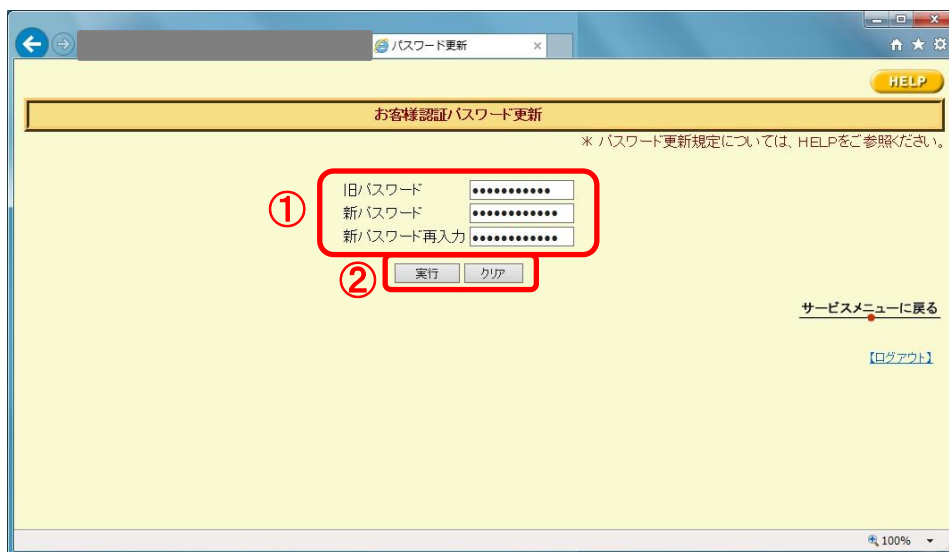 パスワード更新
HELP
お客様認証パスワード更新
＊パスワード更新規定については、HELPをご参照ください。
①
旧パスワード
新パスワード
新パスワード再入力
②
実行 クリア
サービスメニューに戻る
【ログアウト】
100%